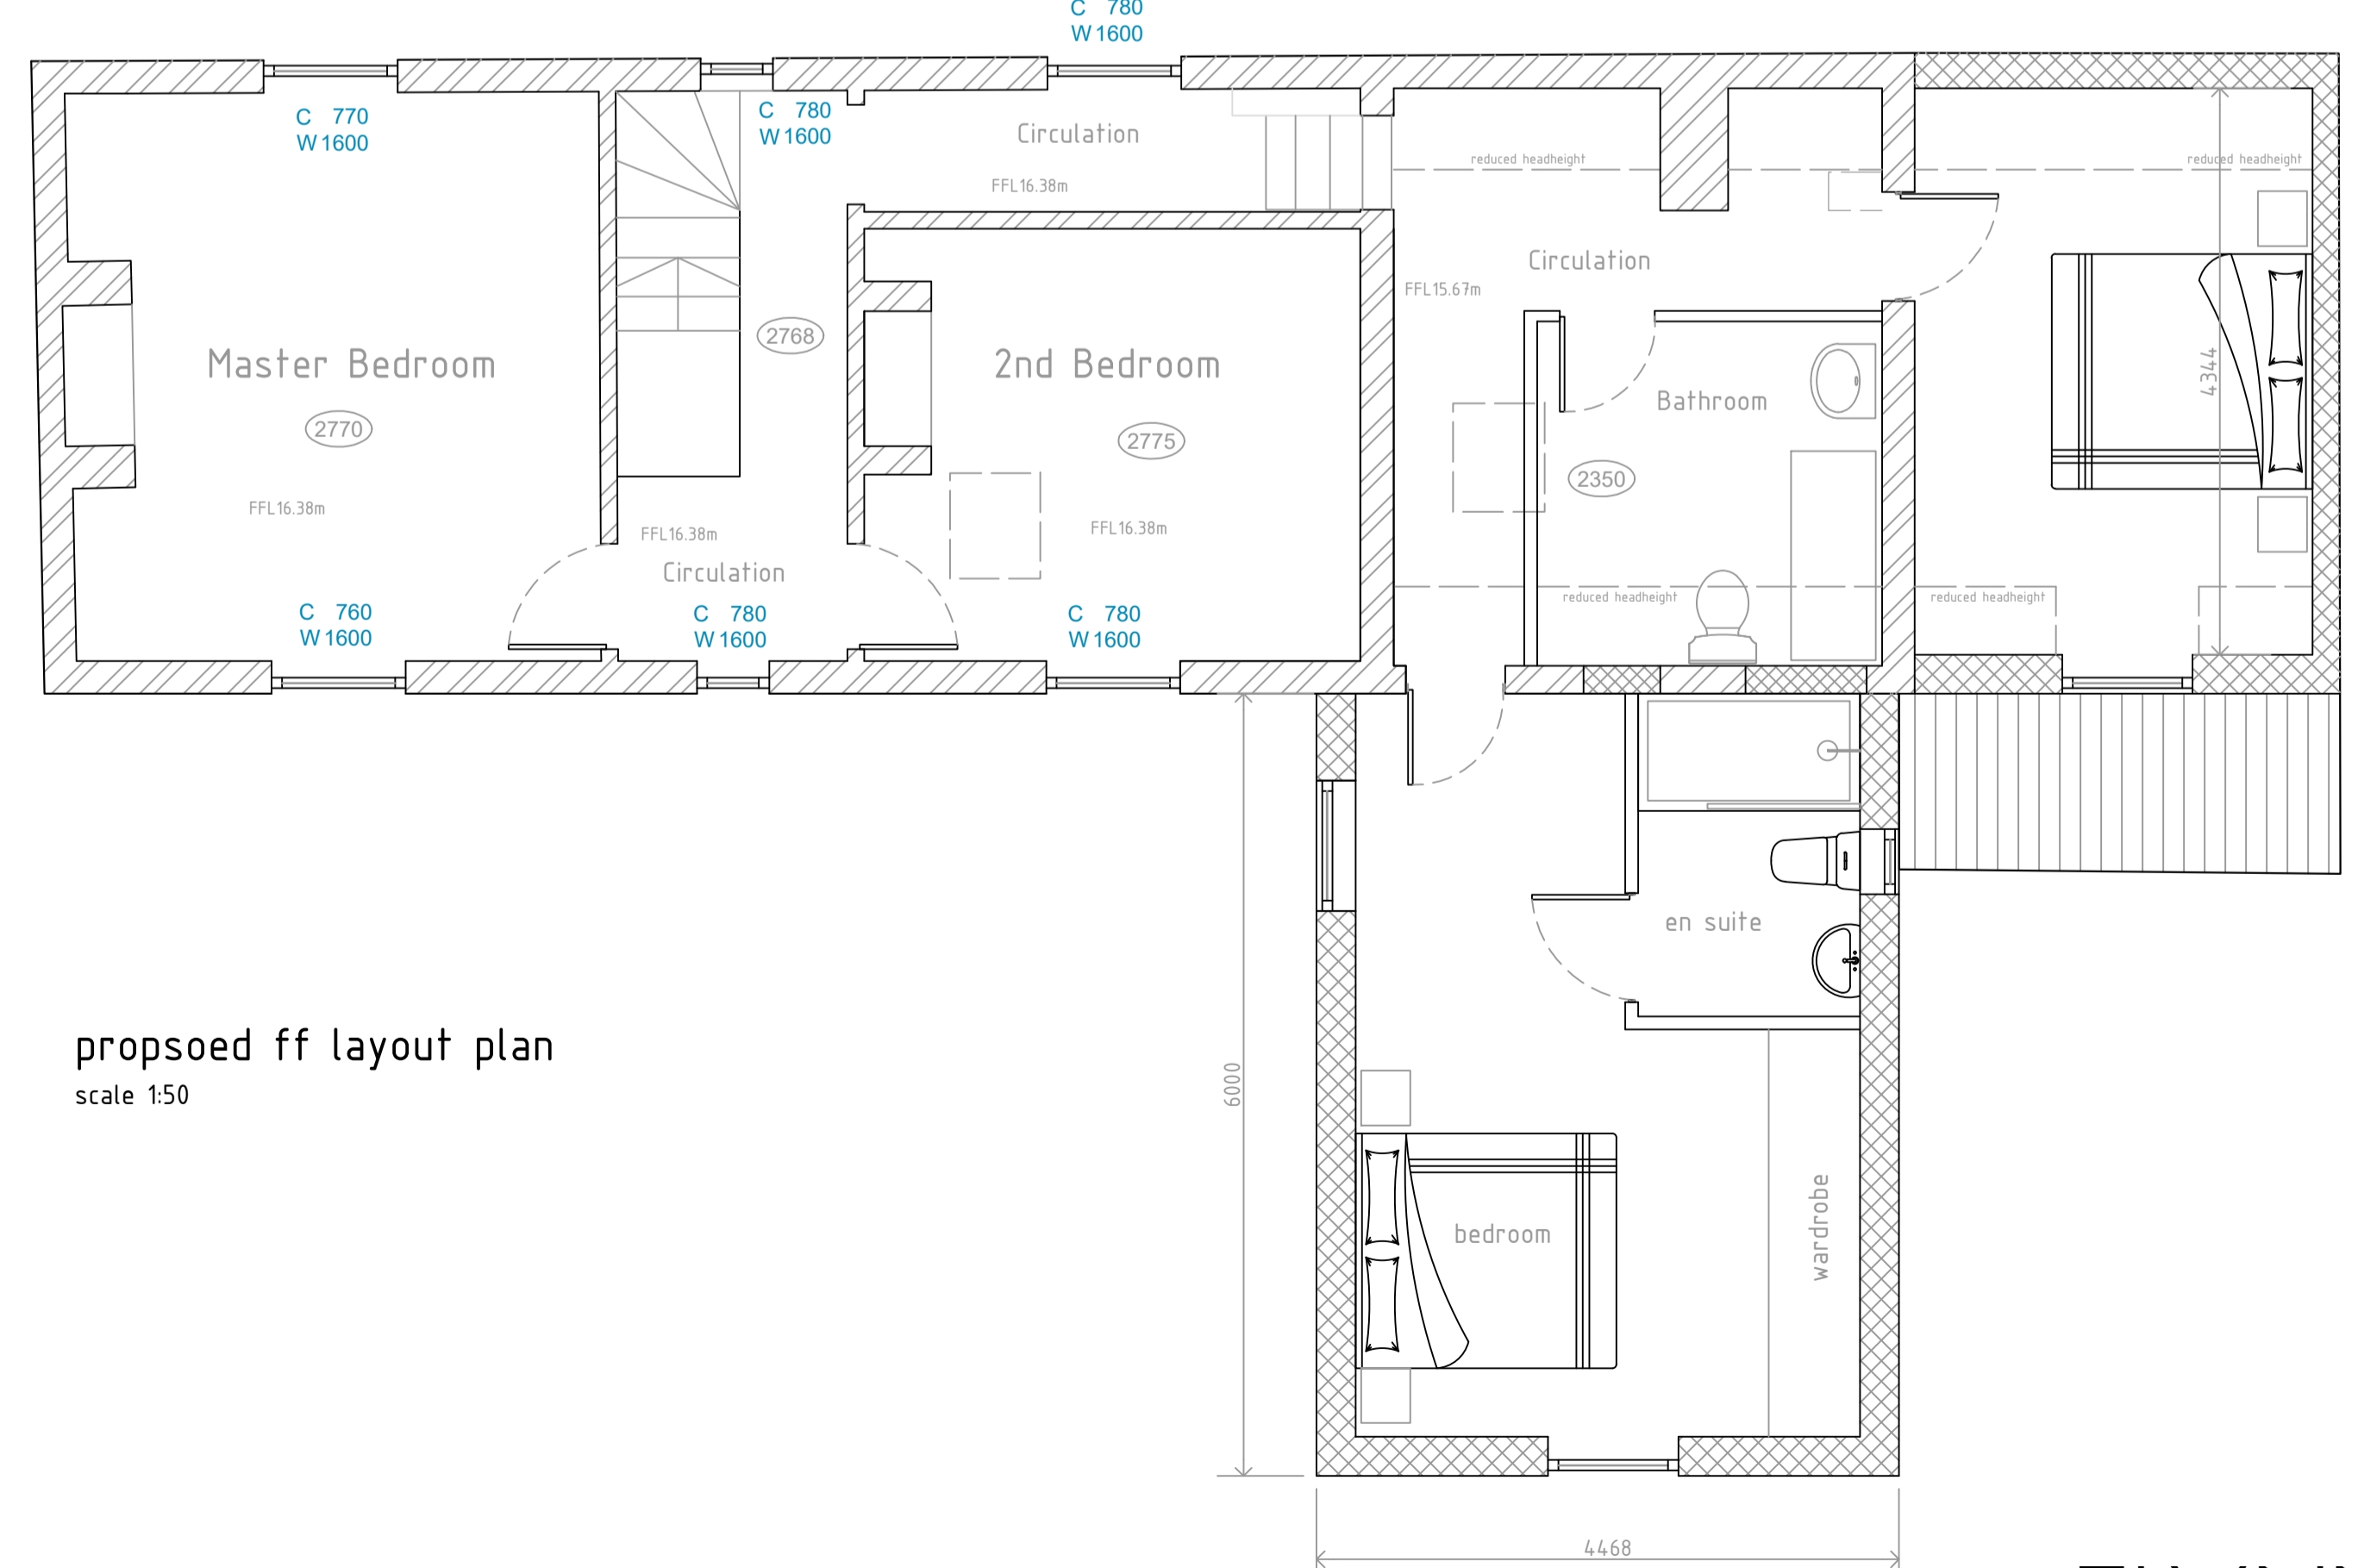 C 780
W 1600
C 770
W 1600
C 780
W 1600
Circulation
FFL16.38m
reduced headheight
reduced headheight
Circulation
FFL15.67m
2768
Master Bedroom
2770
2nd Bedroom
2775
Bathroom
2350
4344
FFL16.38m
FFL16.38m
FFL16.38m
Circulation
C 760
W 1600
C 780
W 1600
C 780
W 1600
reduced headheight
reduced headheight
en suite
propsoed ff layout plan
scale 1:50
6000
bedroom
wardrobe
4468